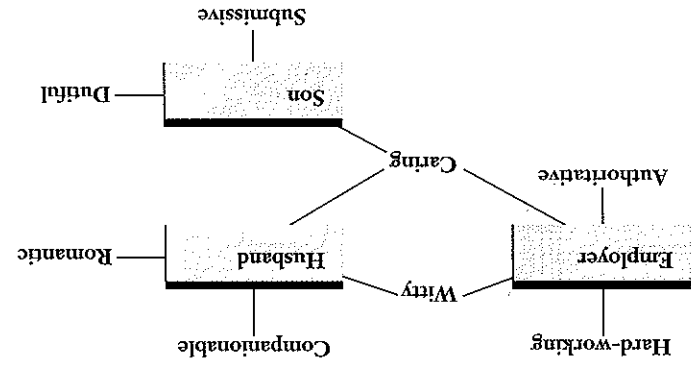 Hard-working
Companionable
Employer
Witty
Husband
Romantic
Authoritative
Caring
Son
Dutiful
Submissive